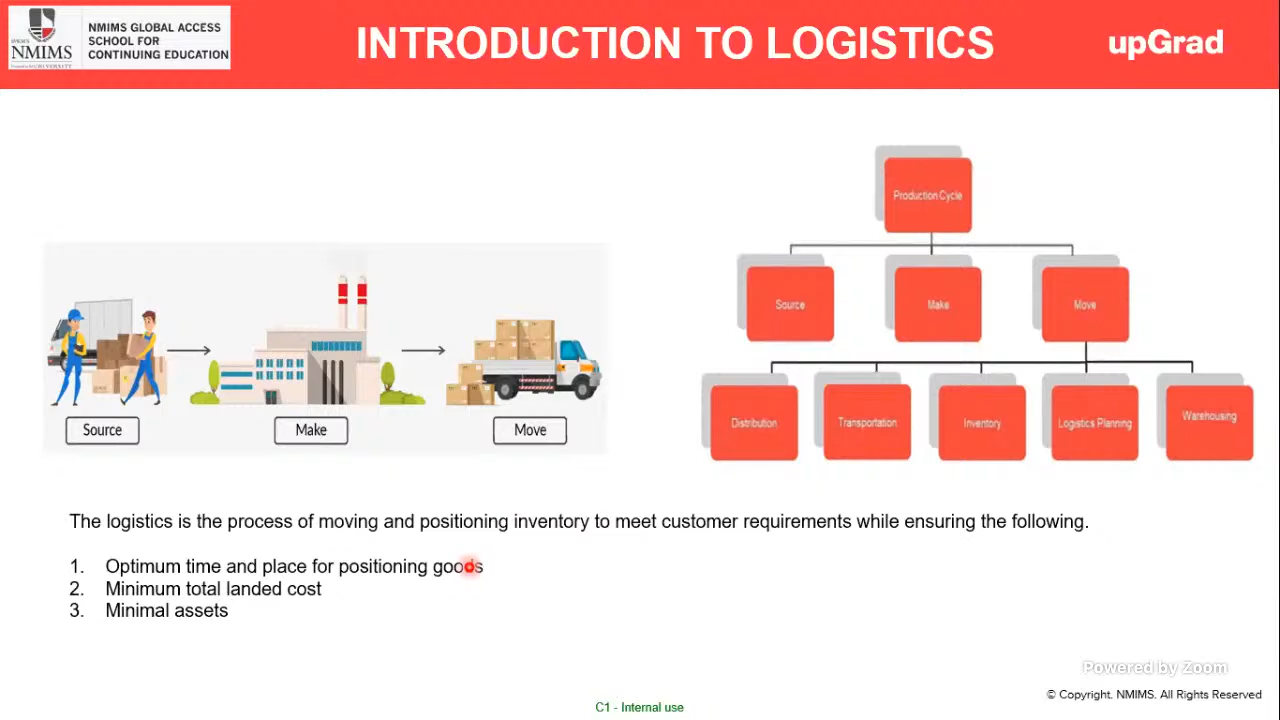 NMIMS
NMIMS GLOBAL ACCESS
SCHOOL FOR
CONTINUING EDUCATION
INTRODUCTION TO LOGISTICS
upGrad
Production Cycle
Source
Make
Move
Distribution
Transportation
Inventory
Logistics Planning
Warehousing
Source
Make
Move
The logistics is the process of moving and positioning inventory to meet customer requirements while ensuring the following.
1. Optimum time and place for positioning goods
2. Minimum total landed cost
3. Minimal assets
Powered by Zoom
© Copyright. NMIMS. All Rights Reserved
C1 - Internal use